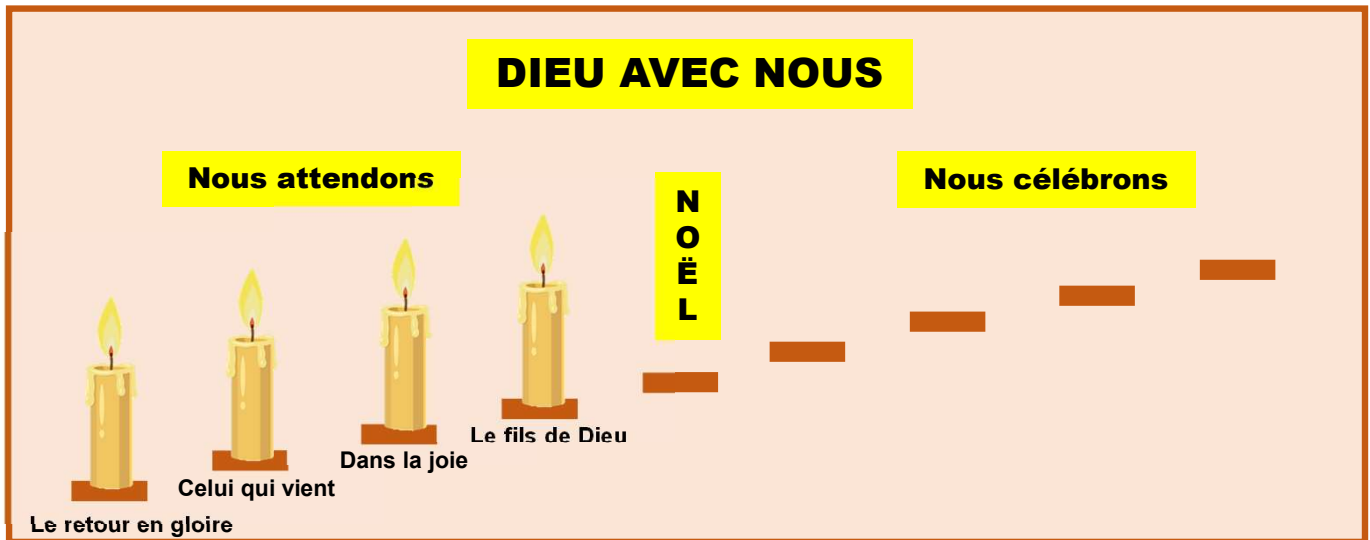 DIEU AVEC NOUS
Nous attendons
N
O
Ë
L
Nous célébrons
Le fils de Dieu
Dans la joie
Celui qui vient
Le retour en gloire